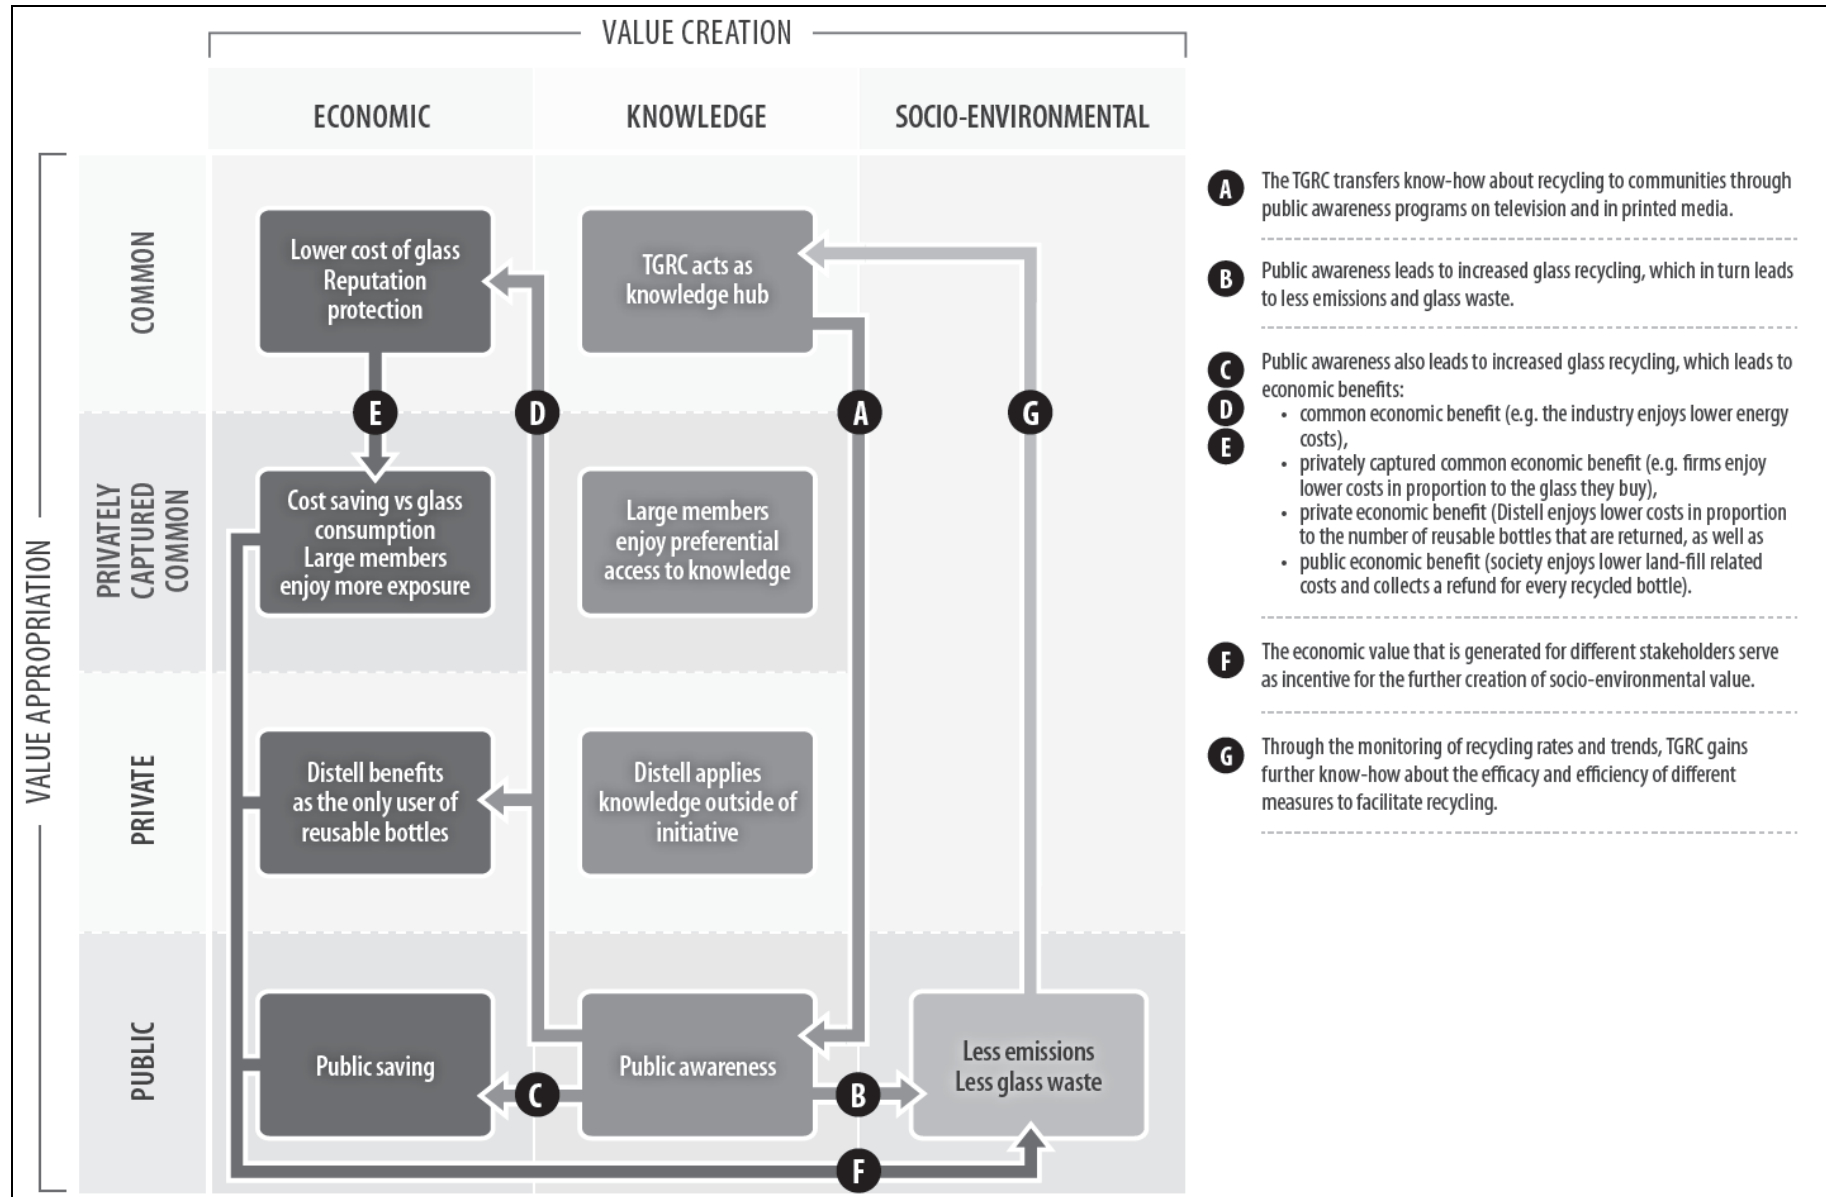 VALUE CREATION
ECONOMIC
KNOWLEDGE
SOCIO-ENVIRONMENTAL
VALUE APPROPRIATION
COMMON
Lower cost of glass
Reputation
protection
TGRC acts as
knowledge hub
E
D
A
G
PRIVATELY
CAPTURED
COMMON
Cost saving vs glass
consumption
Large members
enjoy more exposure
Large members
enjoy preferential
access to knowledge
PRIVATE
Distell benefits
as the only user of
reusable bottles
Distell applies
knowledge outside of
initiative
PUBLIC
Public saving
C
Public awareness
B
Less emissions
Less glass waste
F
A
The TGRC transfers know-how about recycling to communities through
public awareness programs on television and in printed media.
B
Public awareness leads to increased glass recycling, which in turn leads
to less emissions and glass waste.
C
D
E
Public awareness also leads to increased glass recycling, which leads to
economic benefits:
• common economic benefit (e.g. the industry enjoys lower energy
costs),
• privately captured common economic benefit (e.g. firms enjoy
lower costs in proportion to the glass they buy),
• private economic benefit (Distell enjoys lower costs in proportion
to the number of reusable bottles that are returned, as well as
• public economic benefit (society enjoys lower land-fill related
costs and collects a refund for every recycled bottle).
F
The economic value that is generated for different stakeholders serve
as incentive for the further creation of socio-environmental value.
G
Through the monitoring of recycling rates and trends, TGRC gains
further know-how about the efficacy and efficiency of different
measures to facilitate recycling.